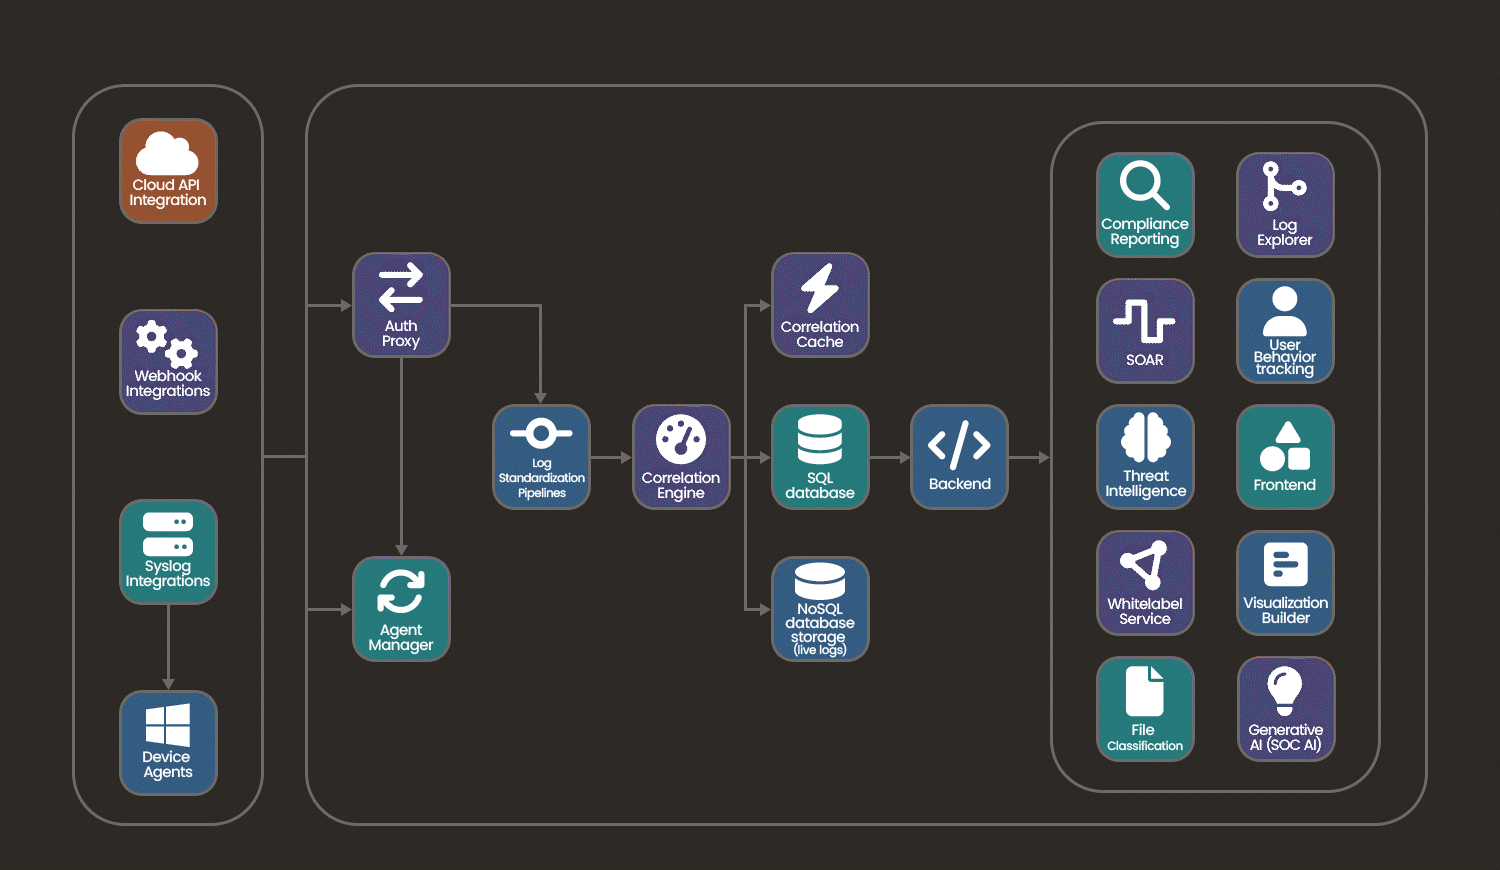 Cloud API
Integration
Webhook
Integrations
Syslog
Integrations
Device
Agents
Auth
Proxy
Agent
Manager
Log
Standardization
Pipelines
Correlation
Engine
Correlation
Cache
SQL
database
NoSQL
database
storage
(live logs)
Backend
Compliance
Reporting
Log
Explorer
SOAR
User
Behavior
tracking
Threat
Intelligence
Frontend
Whitelabel
Service
Visualization
Builder
File
Classification
Generative
AI (SOC AI)